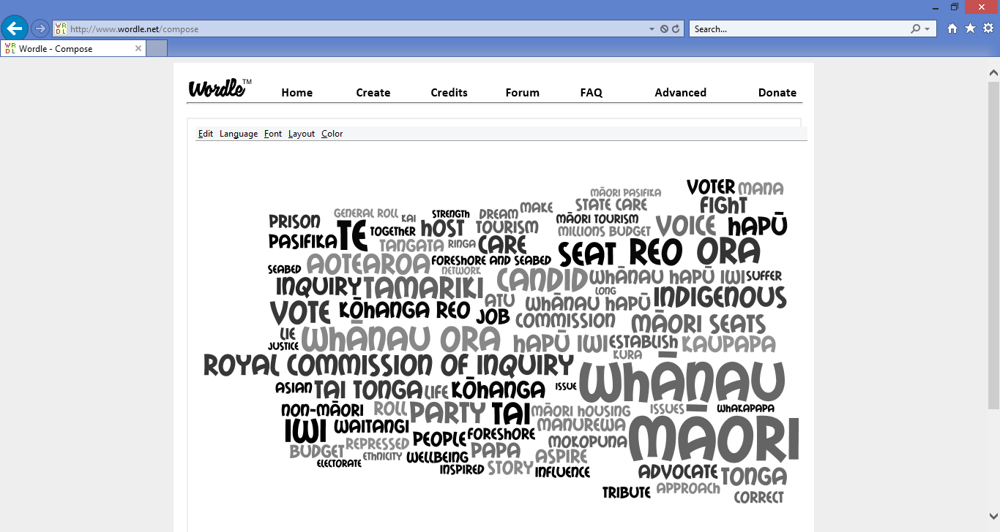 http://www.wordle.net/compose
Search...
Wordle - Compose
Wordle™
Home Create Credits Forum FAQ Advanced Donate
Edit Language Font Layout Color
VOTER MANA
MĀORI PASIFIKA
STATE CARE FIGHT
MAKE
PRISON GENERAL ROLL KAI STRENGTH DREAM MĀORI TOURISM VOICE HAPŪ
TE TOGETHER HOST TOURISM MILLIONS BUDGET
PASIFIKA TANGATA RINGA CARE SEAT REO ORA
AOTEAROA FORESHORE AND SEABED
SEABED NETWORK CANDID WHĀNAU HAPŪ IWI SUFFER
INQUIRY TAMARIKI LONG INDIGENOUS
VOTE KŌHANGA REO ATU WHĀNAU HAPŪ
JOB COMMISSION MĀORI SEATS
LIE WHĀNAU ORA HAPŪ IWI ESTABLISH KAUPAPA
JUSTICE KURA
ROYAL COMMISSION OF INQUIRY WHĀNAU
ASIAN TAI TONGA LIFE KŌHANGA ISSUE
NON-MĀORI ROLL PARTY TAI MĀORI HOUSING ISSUES WHAKAPAPA
IWI WAITANGI MANUREWA MĀORI
PEOPLE FORESHORE MOKOPUNA
BUDGET REPRESSED PAPA
ELECTORATE ETHNICITY WELLBEING ASPIRE
INSPIRED STORY INFLUENCE ADVOCATE TONGA
TRIBUTE APPROACH CORRECT